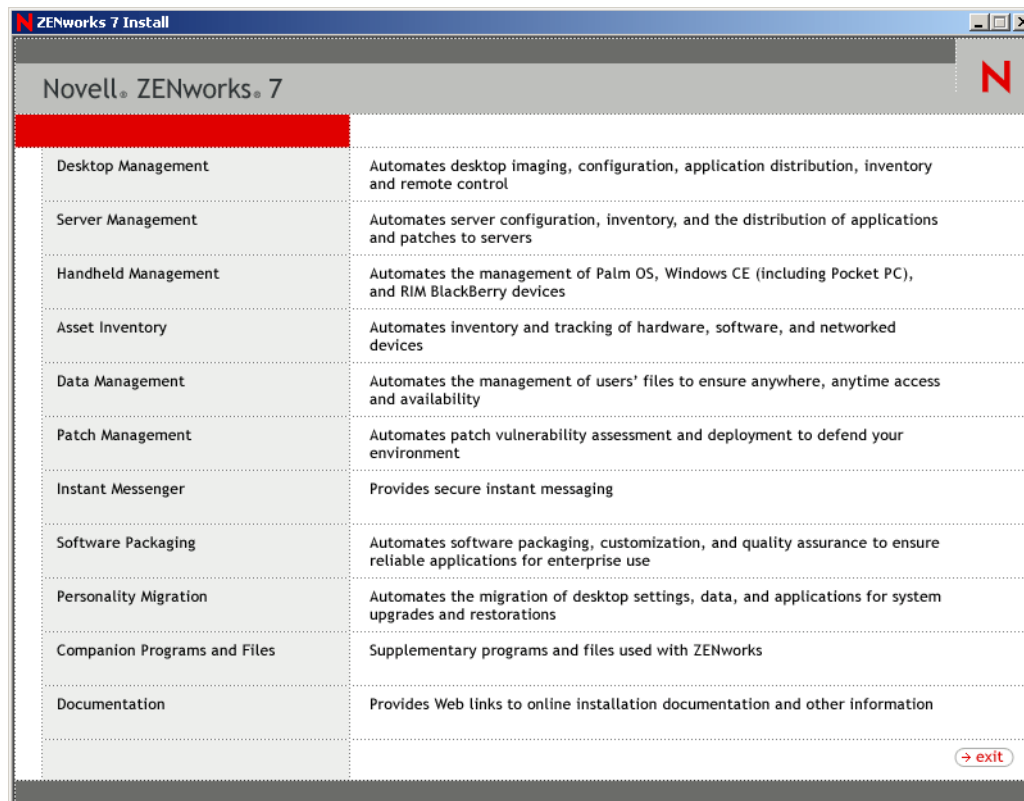 ZENworks 7 Install
Novell® ZENworks® 7
N
Desktop Management
Automates desktop imaging, configuration, application distribution, inventory
and remote control
Server Management
Automates server configuration, inventory, and the distribution of applications
and patches to servers
Handheld Management
Automates the management of Palm OS, Windows CE (including Pocket PC),
and RIM BlackBerry devices
Asset Inventory
Automates inventory and tracking of hardware, software, and networked
devices
Data Management
Automates the management of users’ files to ensure anywhere, anytime access
and availability
Patch Management
Automates patch vulnerability assessment and deployment to defend your
environment
Instant Messenger
Provides secure instant messaging
Software Packaging
Automates software packaging, customization, and quality assurance to ensure
reliable applications for enterprise use
Personality Migration
Automates the migration of desktop settings, data, and applications for system
upgrades and restorations
Companion Programs and Files
Supplementary programs and files used with ZENworks
Documentation
Provides Web links to online installation documentation and other information
→ exit